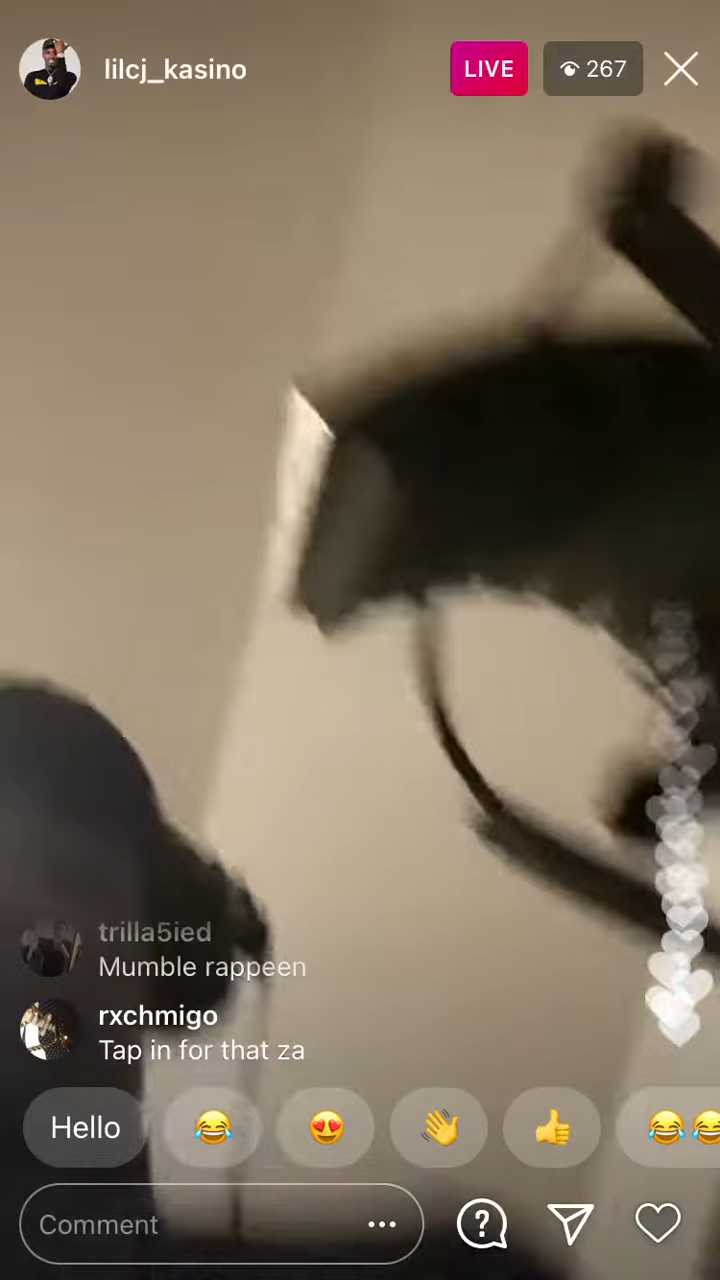 lilcj_kasino
LIVE
267
trilla5ied
Mumble rappeen
rxchmigo
Tap in for that za
Hello
Comment